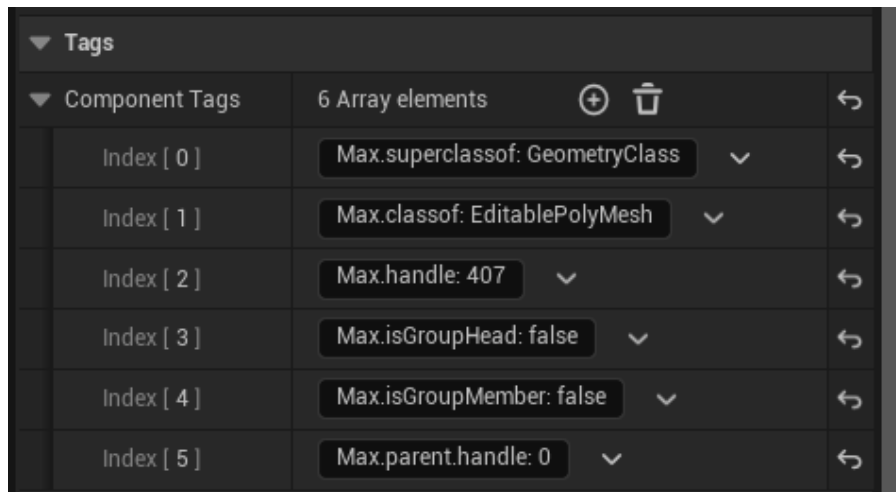 Tags
Component Tags 6 Array elements
Index [ 0 ] Max.superclassof: GeometryClass
Index [ 1 ] Max.classof: EditablePolyMesh
Index [ 2 ] Max.handle: 407
Index [ 3 ] Max.isGroupHead: false
Index [ 4 ] Max.isGroupMember: false
Index [ 5 ] Max.parent.handle: 0